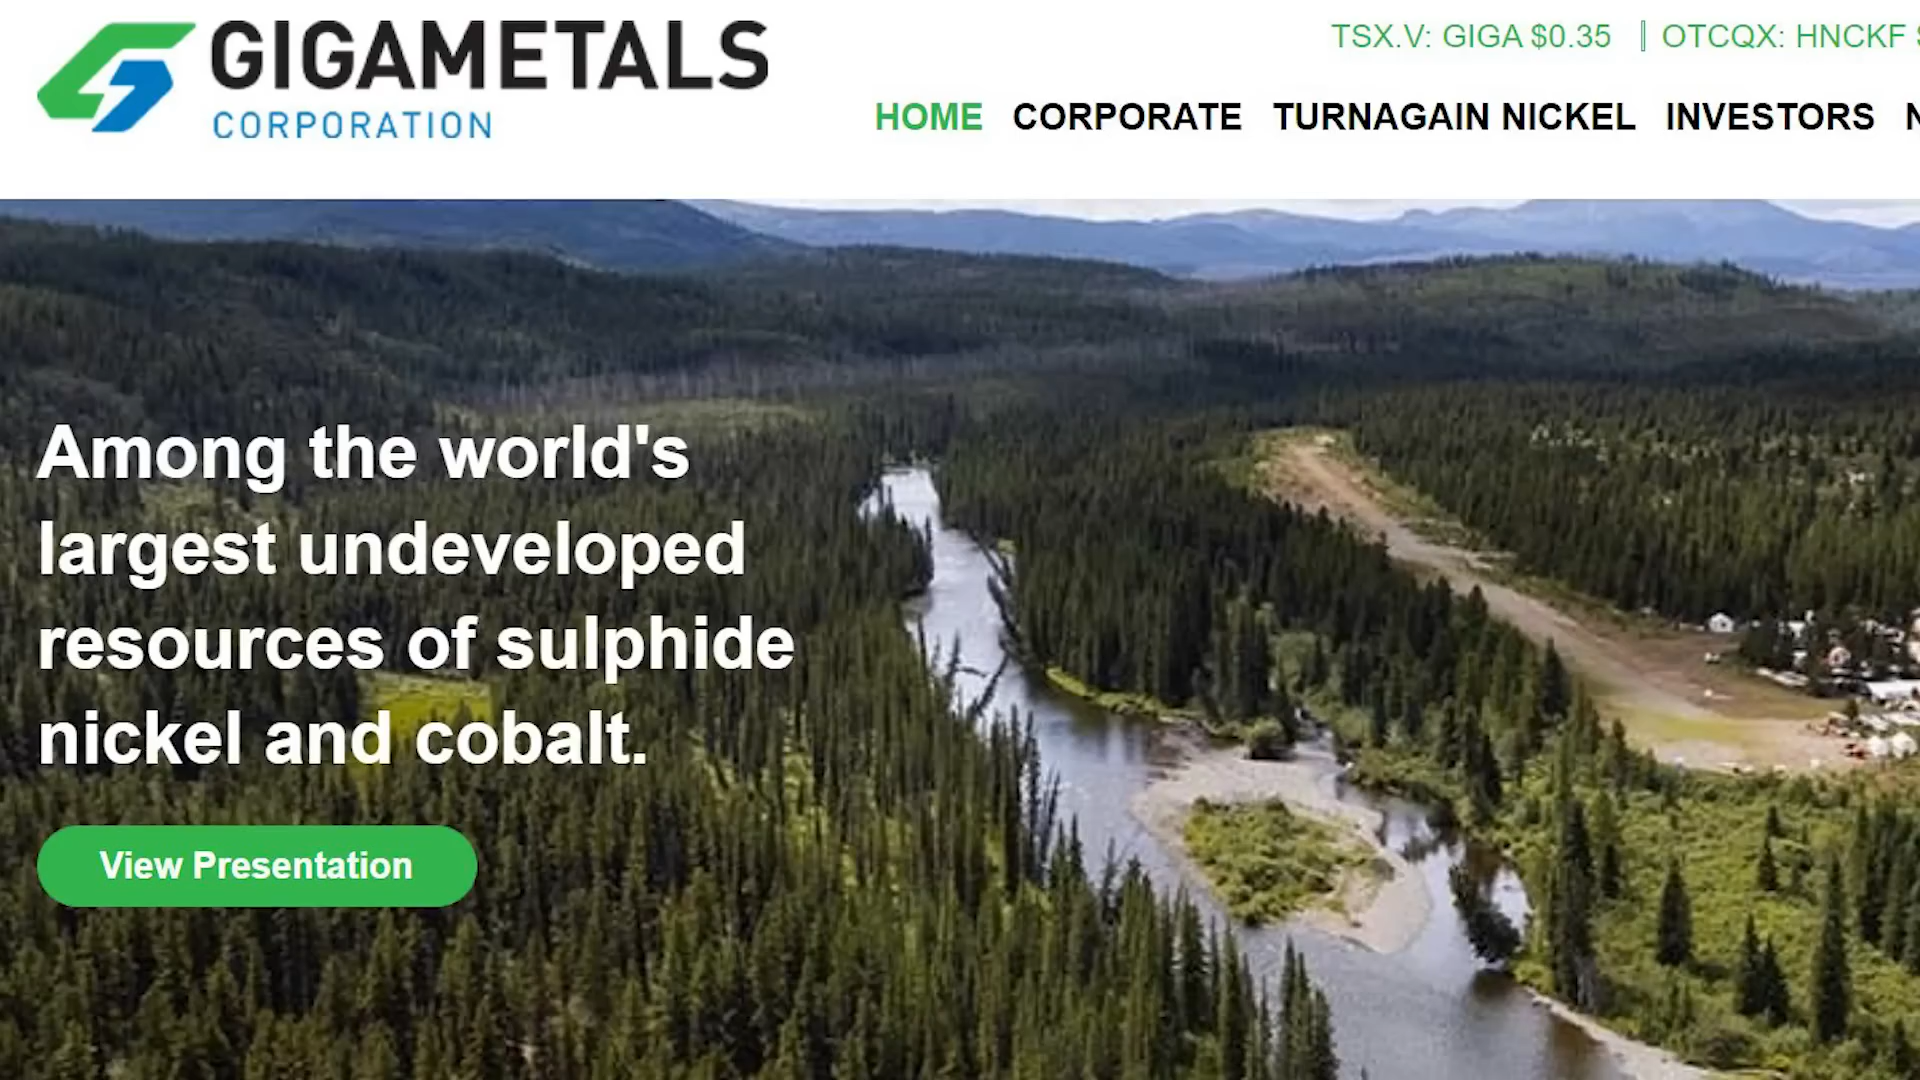 GIGAMETALS
CORPORATION
TSX.V: GIGA $0.35 | OTCQX: HNCKF
HOME CORPORATE TURNAGAIN NICKEL INVESTORS
Among the world's
largest undeveloped
resources of sulphide
nickel and cobalt.
View Presentation